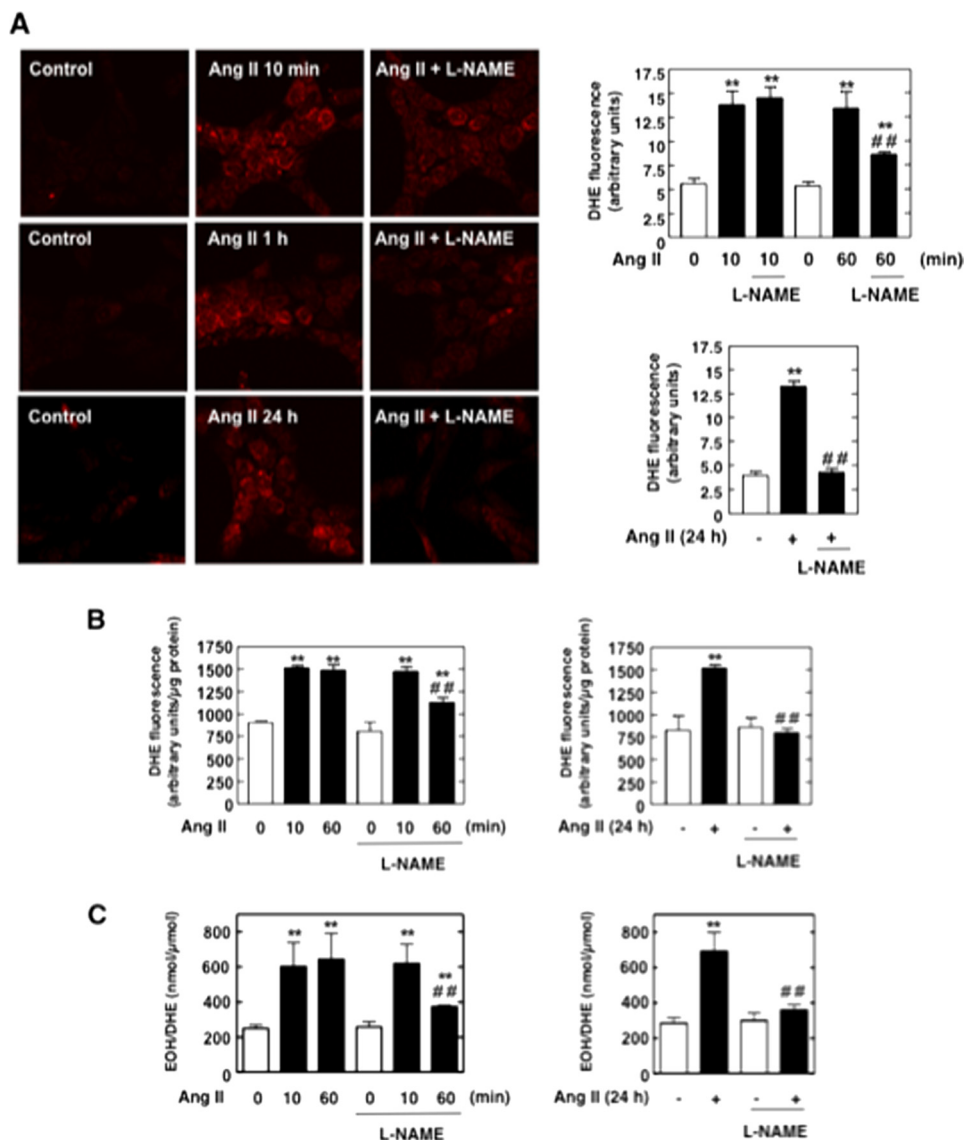 A
Control
Ang II 10 min
Ang II + L-NAME
Control
Ang II 1 h
Ang II + L-NAME
Control
Ang II 24 h
Ang II + L-NAME
DHE fluorescence
(arbitrary units)
17.5
15
12.5
10
7.5
5
2.5
0
** ** ** **
##
Ang II 0 10 10 0 60 60 (min)
L-NAME L-NAME
DHE fluorescence
(arbitrary units)
17.5
15
13
10
7.5
5.0
2.5
0
** ##
Ang II (24 h) - + +
L-NAME
B
DHE fluorescence
(arbitrary units/µg protein)
1750
1500
1250
1000
750
500
250
0
** ** ** **
##
Ang II 0 10 60 0 10 60 (min)
L-NAME
DHE fluorescence
(arbitrary units/µg protein)
1750
1500
1250
1000
750
500
250
0
** ##
Ang II (24 h) - + - +
L-NAME
C
EOH/DHE (nmol/µmol)
800
600
400
200
0
** ** ** **
##
Ang II 0 10 60 0 10 60 (min)
L-NAME
EOH/DHE (nmol/µmol)
800
600
400
200
0
** ##
Ang II (24 h) - + - +
L-NAME